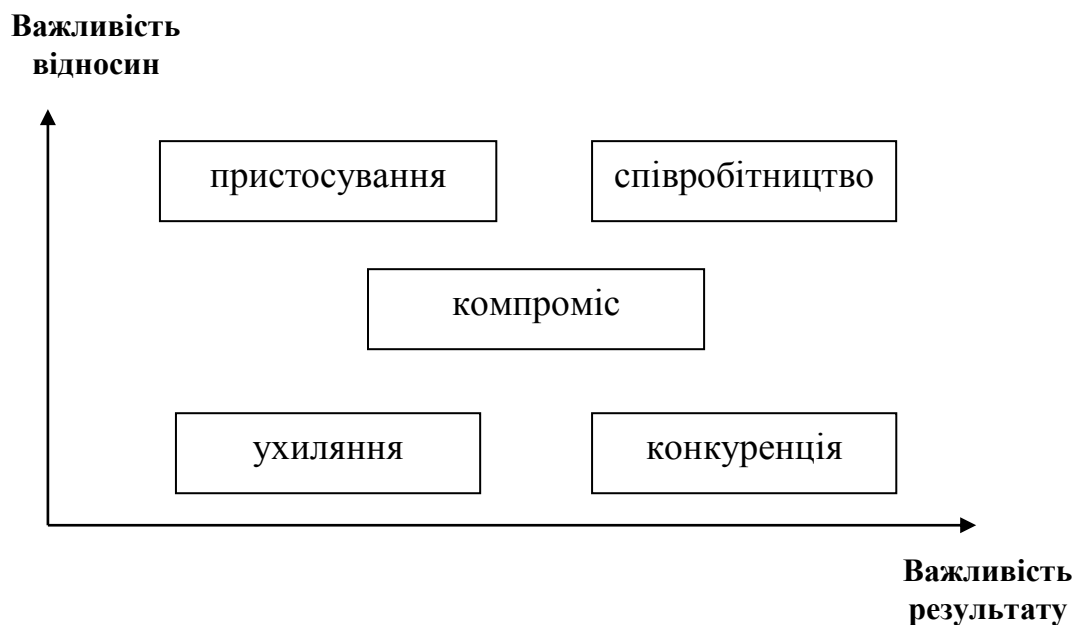 Важливість
відносин
пристосування
співробітництво
компроміс
ухиляння
конкуренція
Важливість
результату